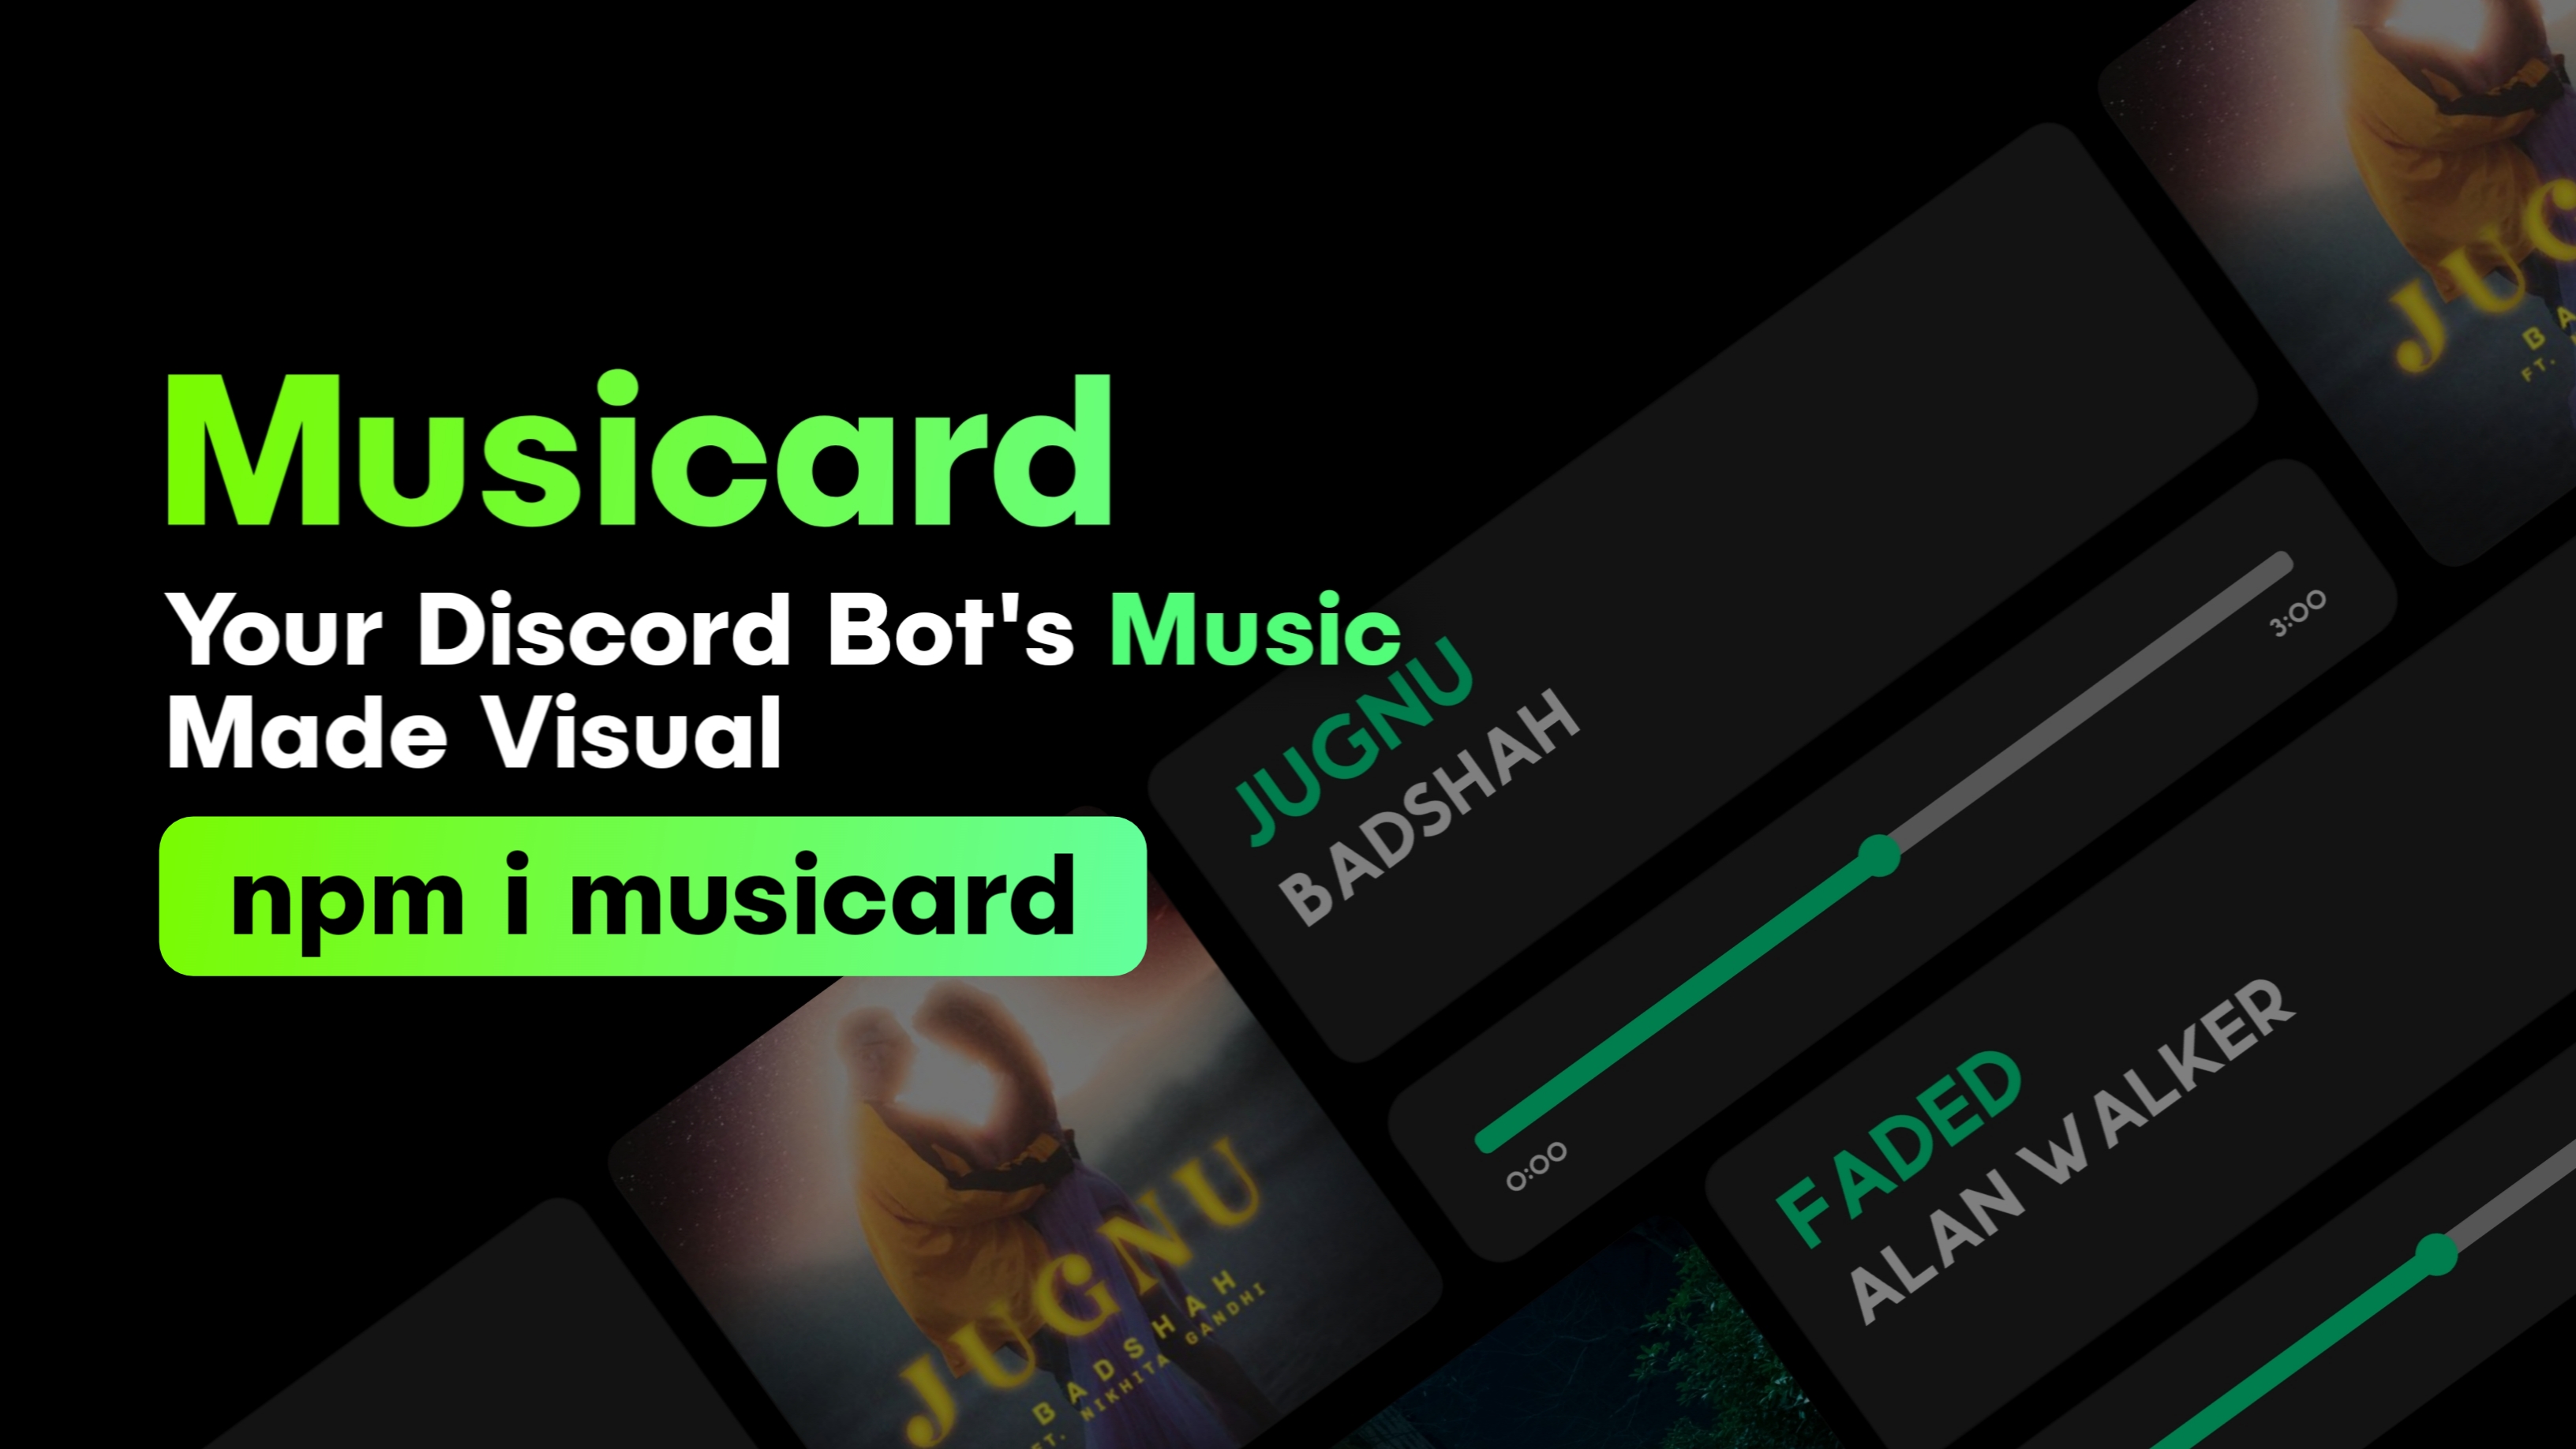 Musicard
Your Discord Bot's Music
Made Visual
npm i musicard
JUGNU
BADSHAH
0:00
3:00
FADED
ALAN WALKER
JUGNU
BADSHAH
FT. NIKHITA GANDHI